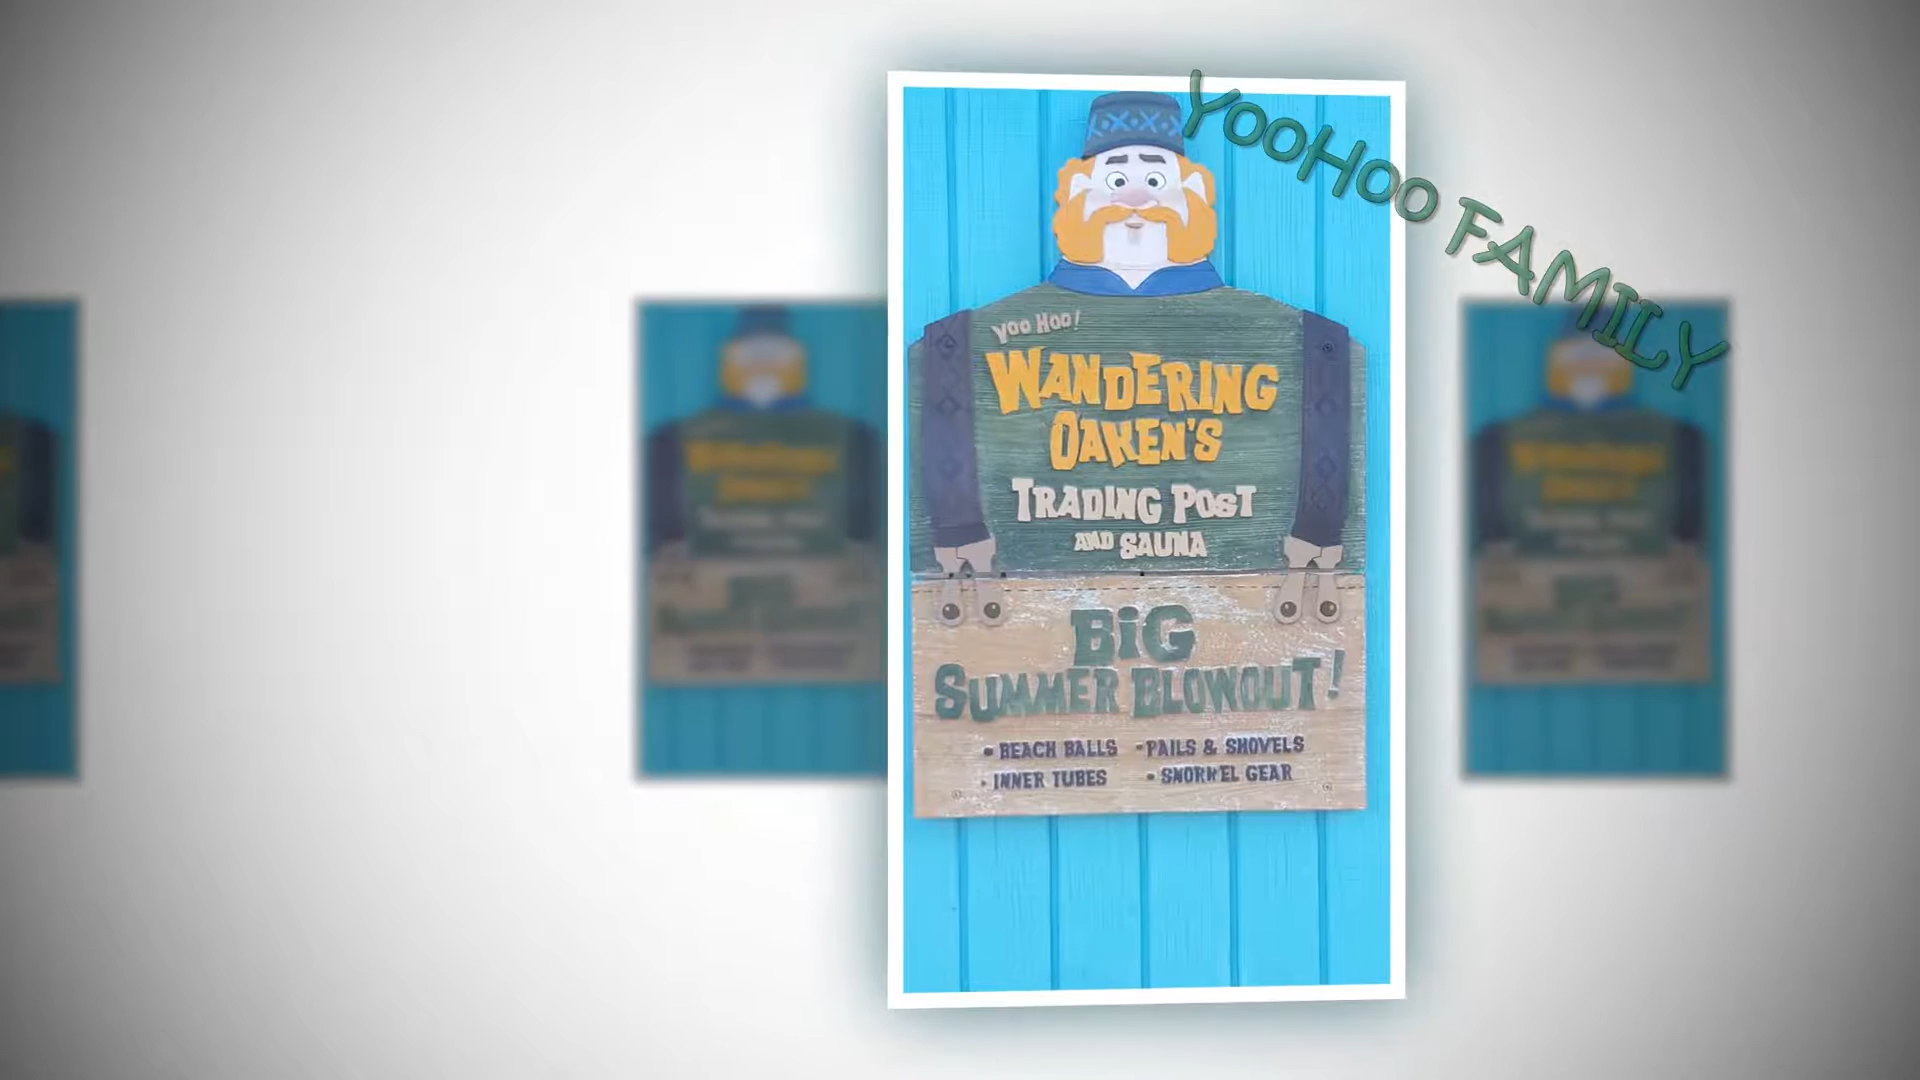 YooHoo FAMILY
Yoo Hoo!
WANDERING
OAKEN'S
TRADING POST
AND SAUNA
BiG
SUMMER BLOWOUT!
• BEACH BALLS • PAILS & SHOVELS
• INNER TUBES • SNORKEL GEAR